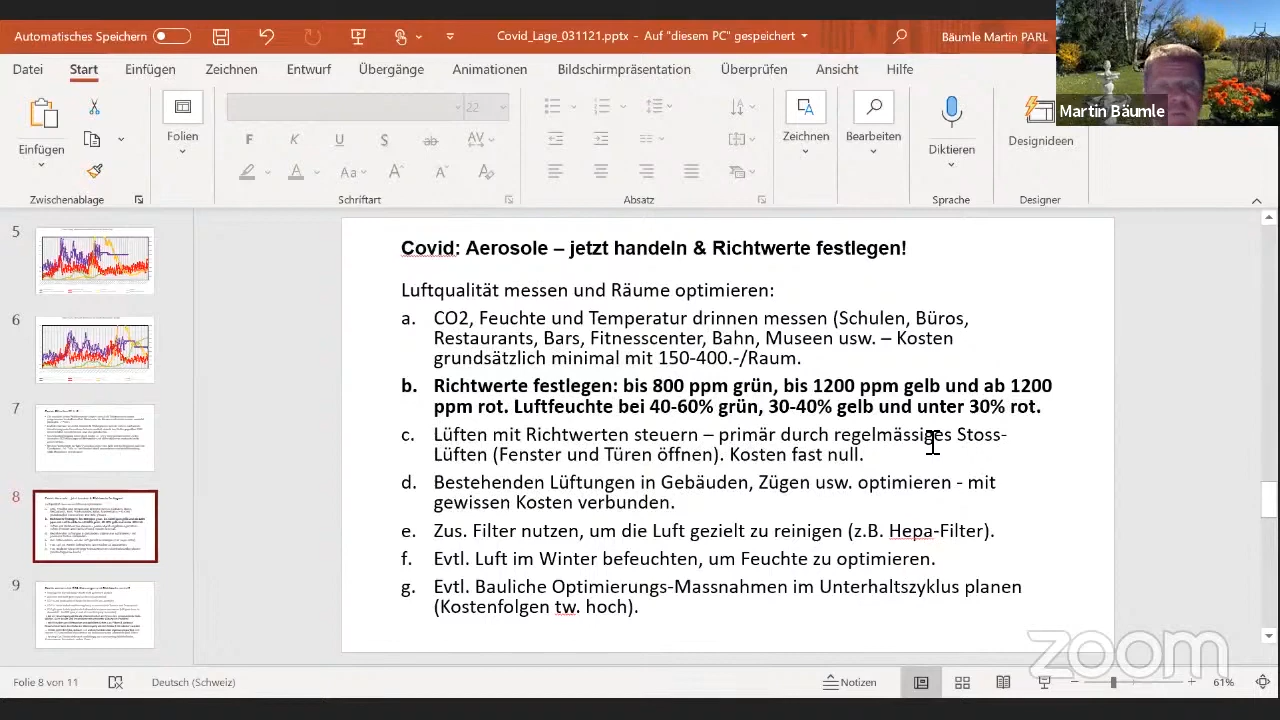 Automatisches Speichern
Covid_Lage_031121.pptx - Auf "diesem PC" gespeichert
Bäumle Martin PARL
Datei Start Einfügen Zeichnen Entwurf Übergänge Animationen Bildschirmpräsentation Überprüfen Ansicht Hilfe
Martin Bäumle
22
F K U S ab AV
Aa A A
Einfügen
Folien
Zeichnen
Bearbeiten
Diktieren
Designideen
Zwischenablage
Schriftart
Absatz
Sprache
Designer
5
6
7
8
9
Covid: Aerosole – jetzt handeln & Richtwerte festlegen!
Luftqualität messen und Räume optimieren:
a. CO2, Feuchte und Temperatur drinnen messen (Schulen, Büros,
Restaurants, Bars, Fitnesscenter, Bahn, Museen usw. – Kosten
grundsätzlich minimal mit 150-400.-/Raum.
b. Richtwerte festlegen: bis 800 ppm grün, bis 1200 ppm gelb und ab 1200
ppm rot. Luftfeuchte bei 40-60% grün, 30-40% gelb und unter 30% rot.
c. Lüften mit Richtwerten steuern – primär durch regelmässiges Stoss-
Lüften (Fenster und Türen öffnen). Kosten fast null.
d. Bestehenden Lüftungen in Gebäuden, Zügen usw. optimieren - mit
gewissen Kosten verbunden.
e. Zus. Filter nutzen, um die Luft gezielt zu reinigen (z.B. Hepa-Filter).
f. Evtl. Luft im Winter befeuchten, um Feuchte zu optimieren.
g. Evtl. Bauliche Optimierungs-Massnahmen in Unterhaltszyklus planen
(Kostenfolgen tw. hoch).
zoom
Folie 8 von 11
Deutsch (Schweiz)
Notizen
61%